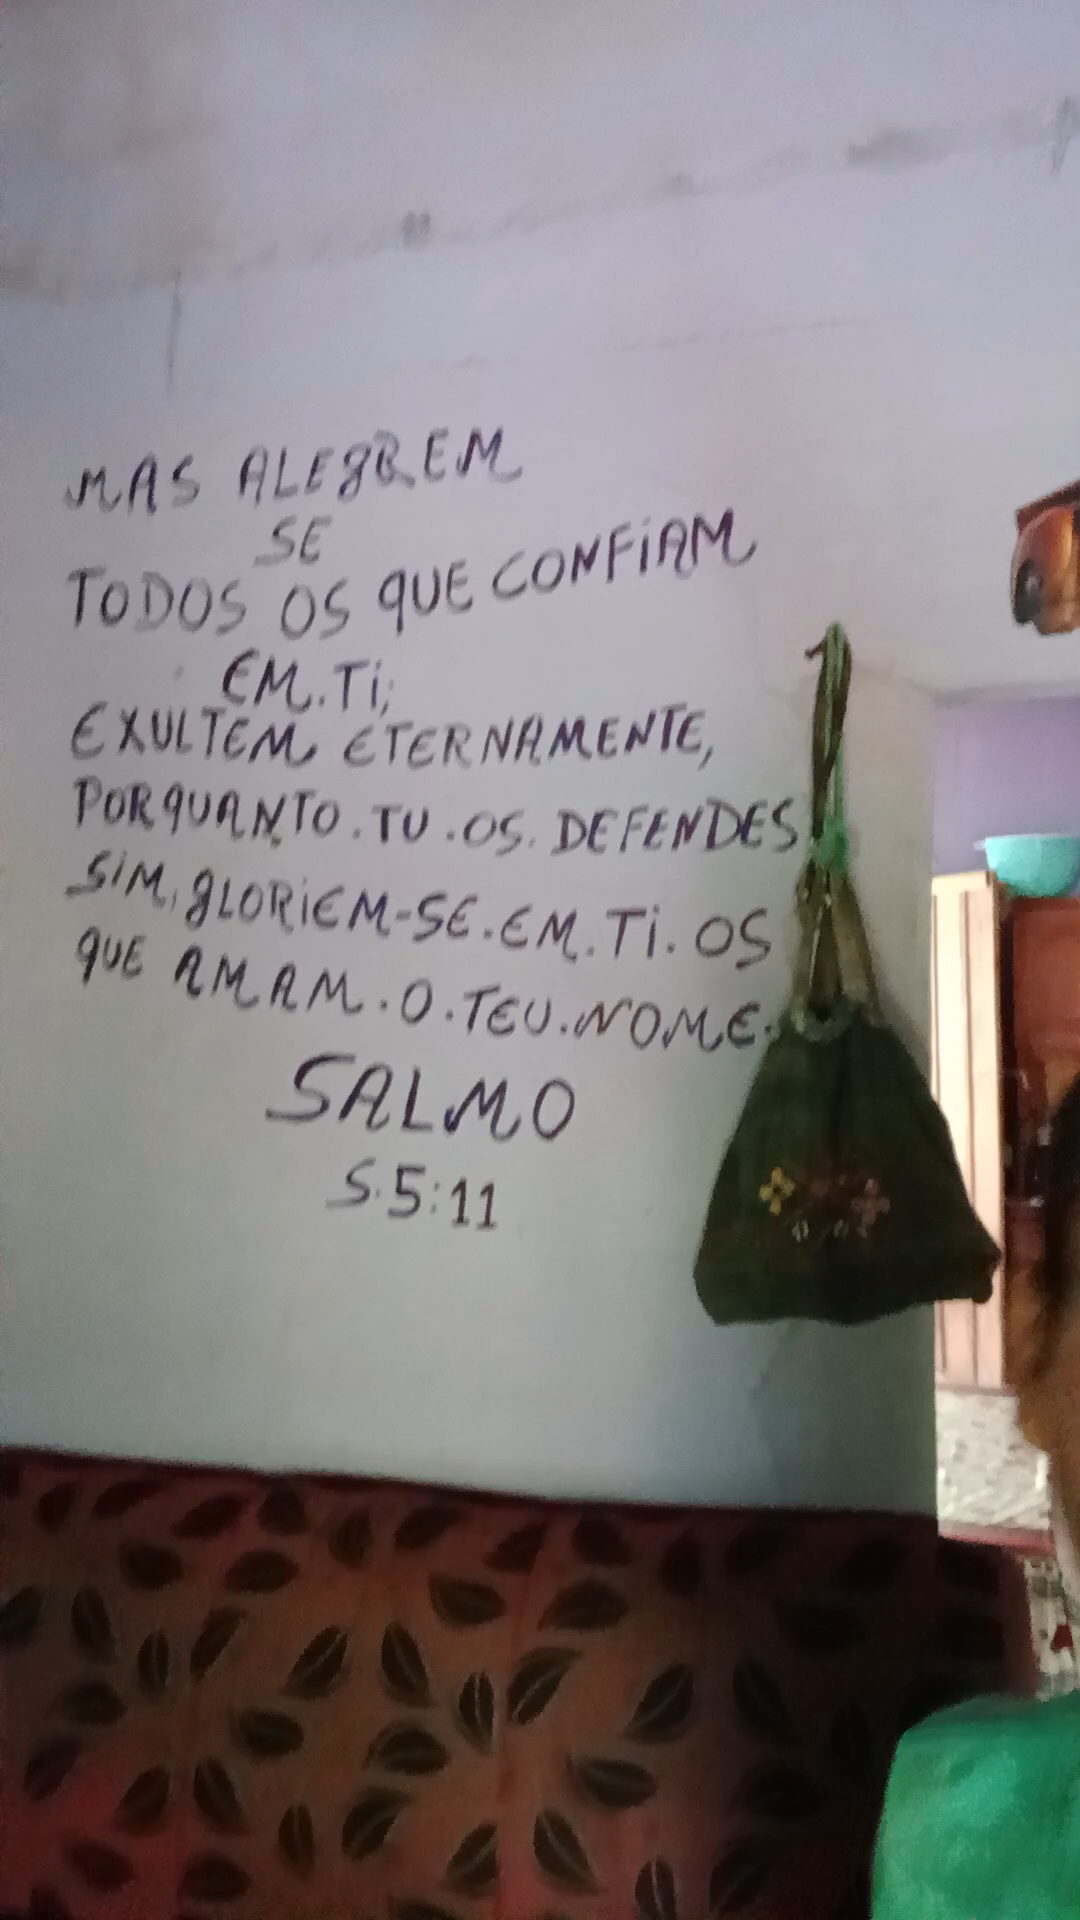 MAS ALEGREM
SE
TODOS OS QUE CONFIAM
EM.Ti;
EXULTEM ETERNAMENTE,
PORQUANTO.TU.OS.DEFENDES
SIM, GLORIEM-SE.EM.Ti.OS
QUE AMAM.O.TEU.NOME.
SALMO
S.5:11